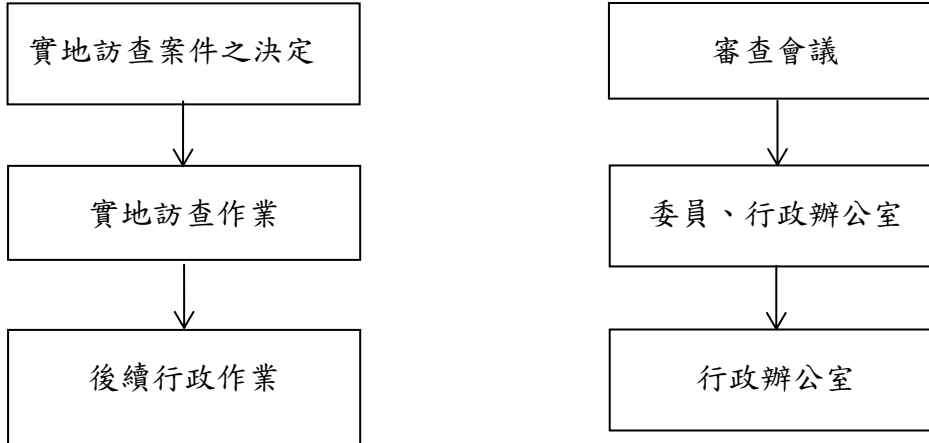 實地訪查案件之決定
審查會議
實地訪查作業
委員、行政辦公室
後續行政作業
行政辦公室